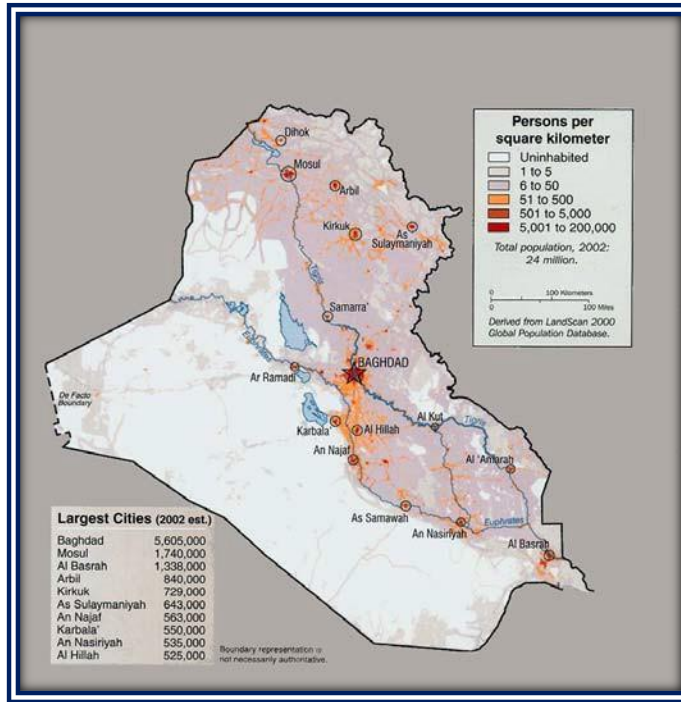 Dihok
Mosul
Arbil
Kirkuk
As
Sulaymaniyah
Tigris
Samarra'
BAGHDAD
Ar Ramadi
De Facto
Boundary
Karbala'
Al Hillah
Al Kut
Tigris
An Najaf
Al 'Amarah
As Samawah
An Nasiriyah
Euphrates
Al Basrah
Persons per
square kilometer
Uninhabited
1 to 5
6 to 50
51 to 500
501 to 5,000
5,001 to 200,000
Total population, 2002:
24 million.
0 100 Kilometers
0 100 Miles
Derived from LandScan 2000
Global Population Database.
Largest Cities (2002 est.)
Baghdad 5,605,000
Mosul 1,740,000
Al Basrah 1,338,000
Arbil 840,000
Kirkuk 729,000
As Sulaymaniyah 643,000
An Najaf 563,000
Karbala' 550,000
An Nasiriyah 535,000
Al Hillah 525,000
Boundary representation is
not necessarily authoritative.